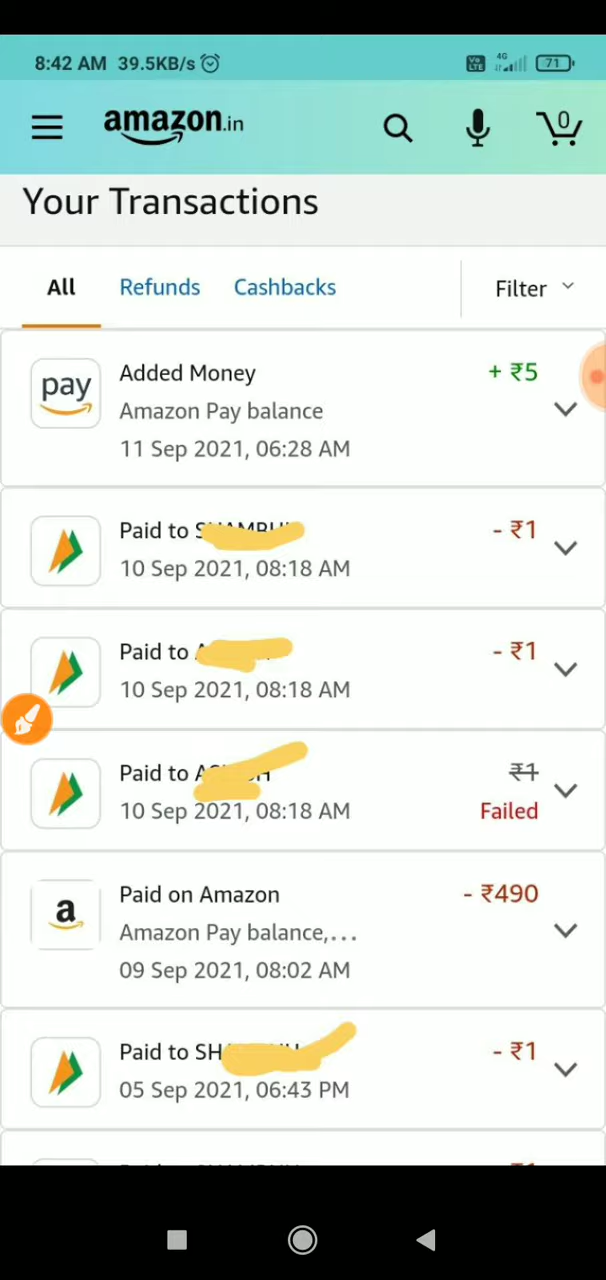 8:42 AM 39.5KB/s
Vo LTE 4G 71
amazon.in
0
Your Transactions
All Refunds Cashbacks Filter
pay
Added Money + ₹5
Amazon Pay balance
11 Sep 2021, 06:28 AM
Paid to - ₹1
10 Sep 2021, 08:18 AM
Paid to - ₹1
10 Sep 2021, 08:18 AM
Paid to ₹1
10 Sep 2021, 08:18 AM Failed
a
Paid on Amazon - ₹490
Amazon Pay balance,...
09 Sep 2021, 08:02 AM
Paid to - ₹1
05 Sep 2021, 06:43 PM